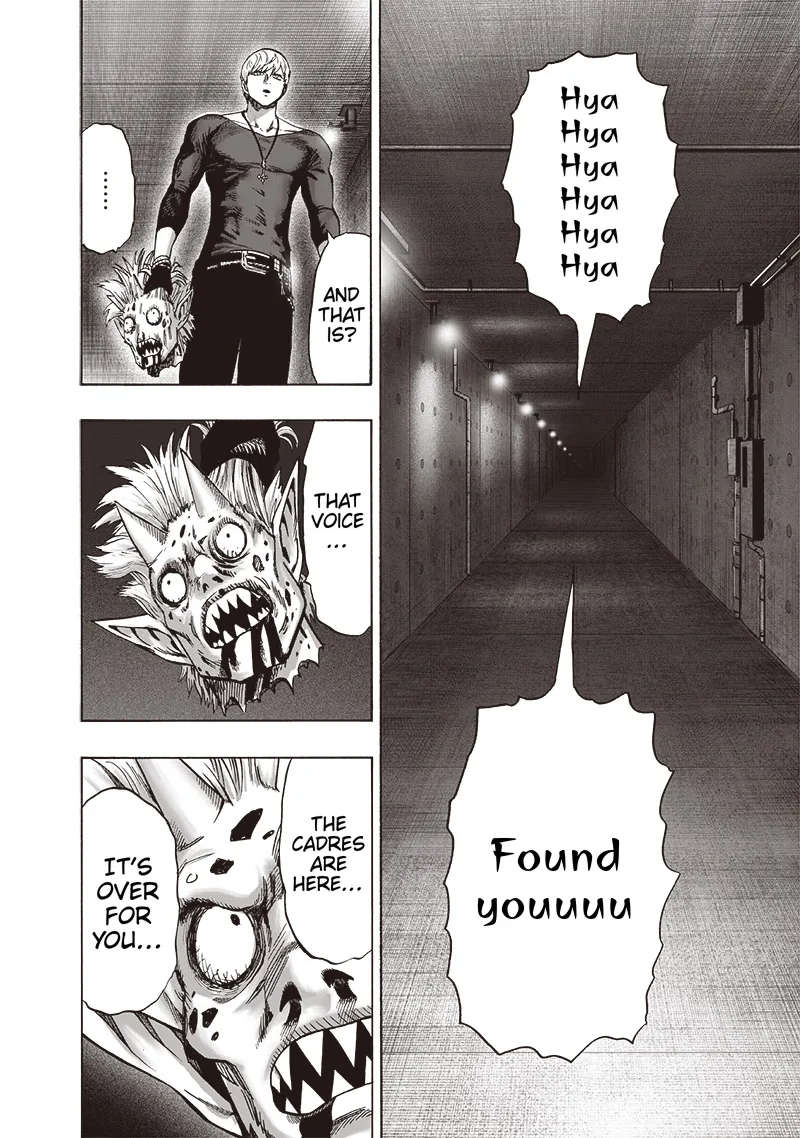 Hya
Hya
Hya
Hya
Hya
Hya
Found
youuuu
AND
THAT
IS?
......
THAT
VOICE
...
THE
CADRES
ARE
HERE...
IT'S
OVER
FOR
YOU...